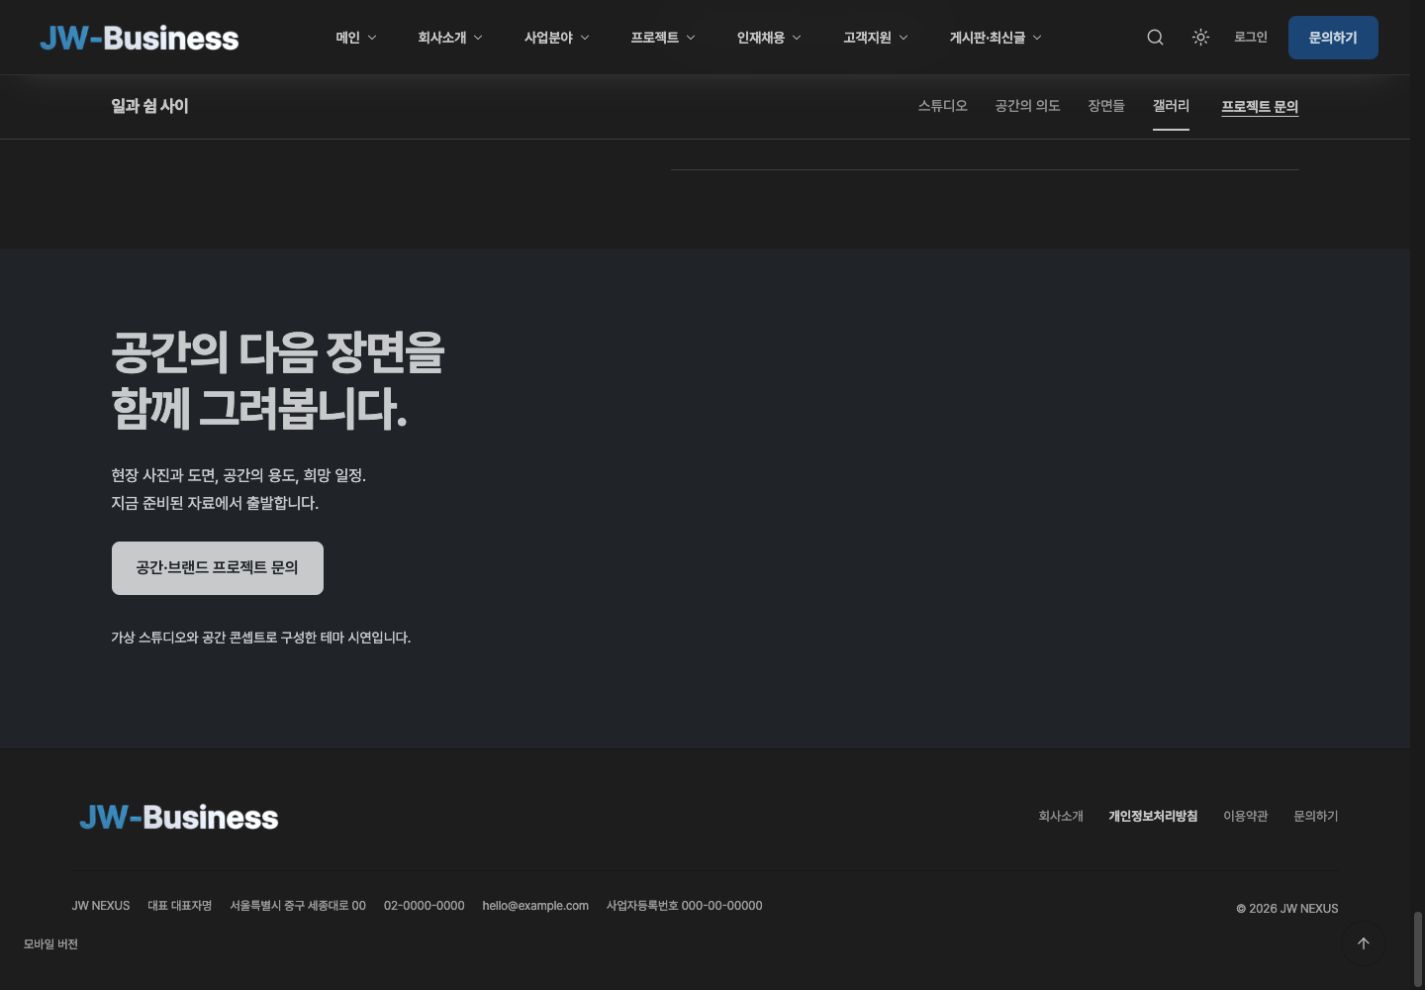 JW-Business
메인
회사소개
사업분야
프로젝트
인재채용
고객지원
게시판·최신글
로그인
문의하기
일과 쉼 사이
스튜디오
공간의 의도
장면들
갤러리
프로젝트 문의
공간의 다음 장면을
함께 그려봅니다.
현장 사진과 도면, 공간의 용도, 희망 일정.
지금 준비된 자료에서 출발합니다.
공간·브랜드 프로젝트 문의
가상 스튜디오와 공간 콘셉트로 구성한 테마 시연입니다.
JW-Business
회사소개
개인정보처리방침
이용약관
문의하기
JW NEXUS
대표 대표자명
서울특별시 중구 세종대로 00
02-0000-0000
hello@example.com
사업자등록번호 000-00-00000
© 2026 JW NEXUS
모바일 버전